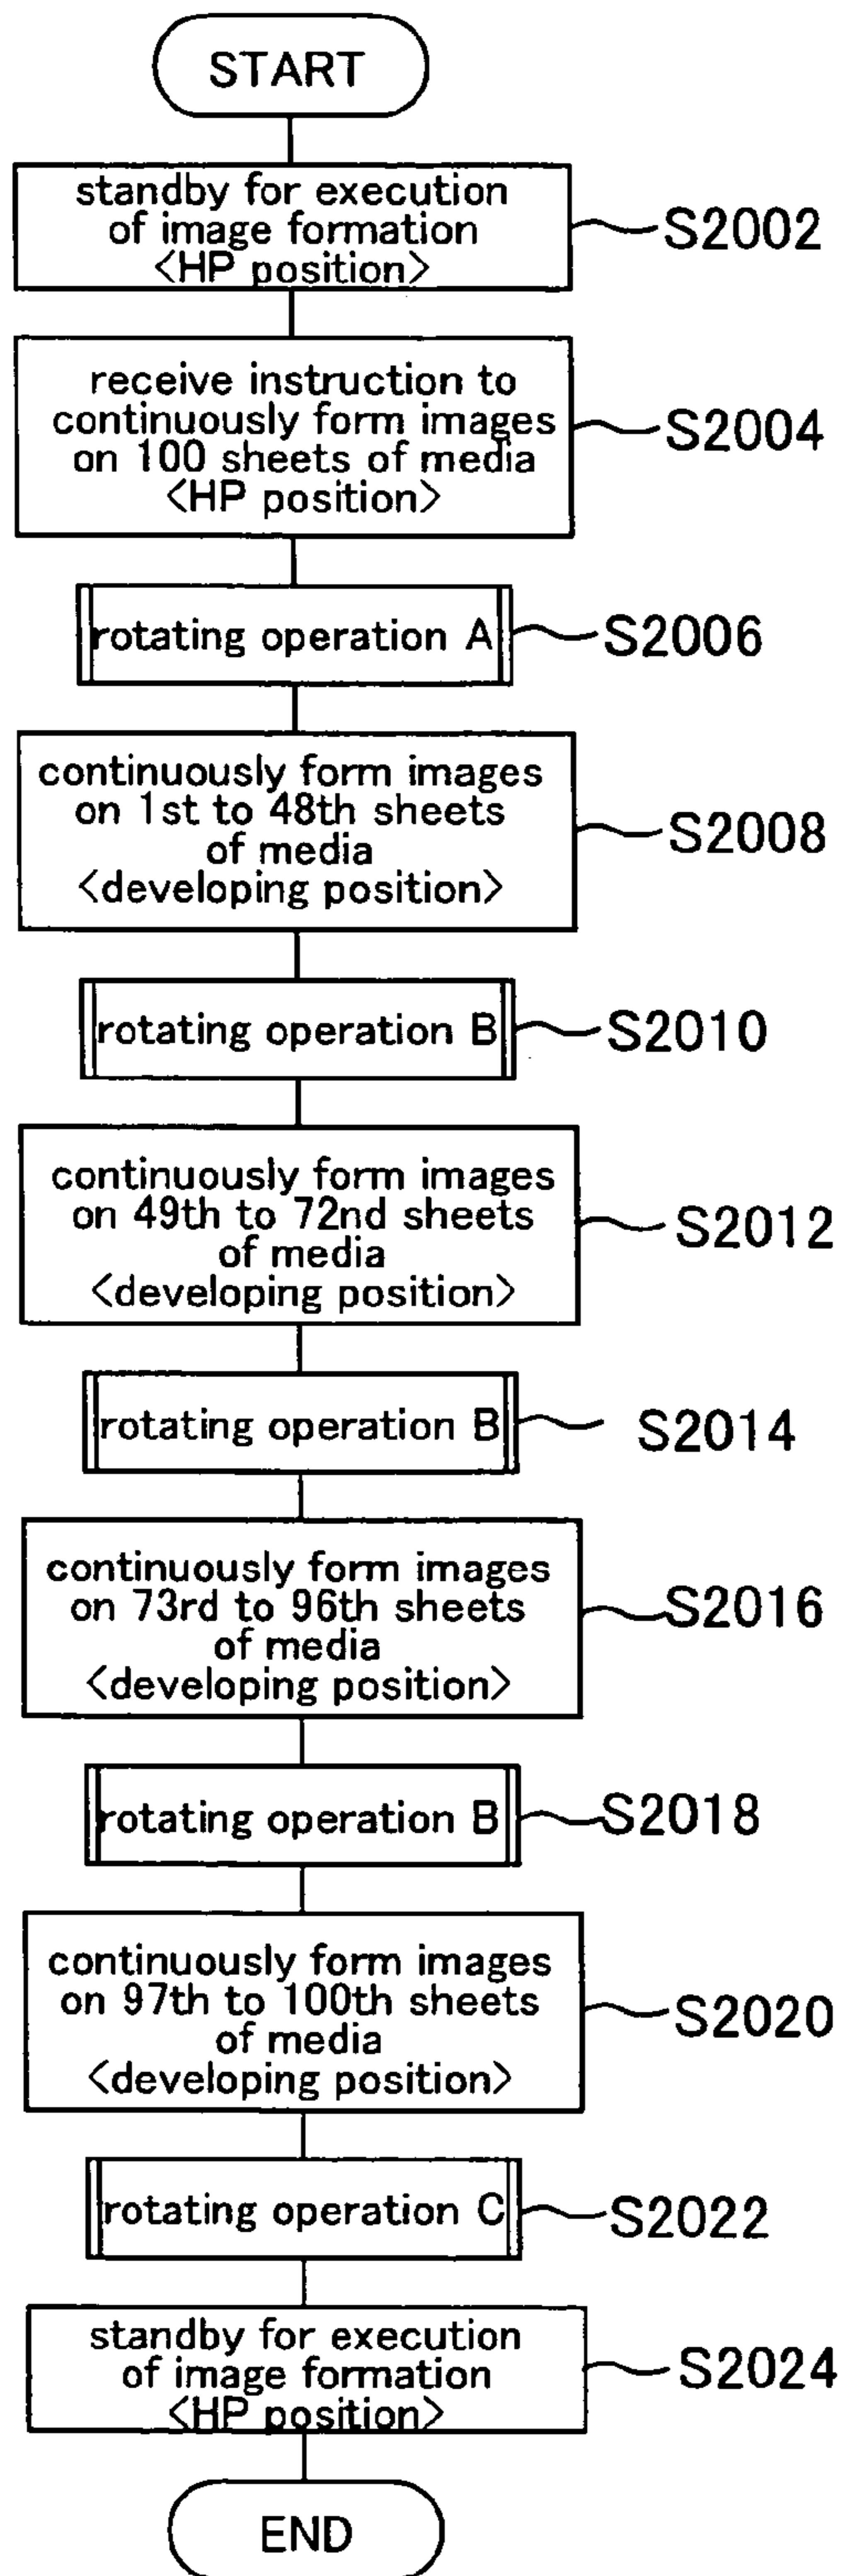 START
standby for execution
of image formation
<HP position>
S2002
receive instruction to
continuously form images
on 100 sheets of media
<HP position>
S2004
rotating operation A
S2006
continuously form images
on 1st to 48th sheets
of media
<developing position>
S2008
rotating operation B
S2010
continuously form images
on 49th to 72nd sheets
of media
<developing position>
S2012
rotating operation B
S2014
continuously form images
on 73rd to 96th sheets
of media
<developing position>
S2016
rotating operation B
S2018
continuously form images
on 97th to 100th sheets
of media
<developing position>
S2020
rotating operation C
S2022
standby for execution
of image formation
<HP position>
S2024
END